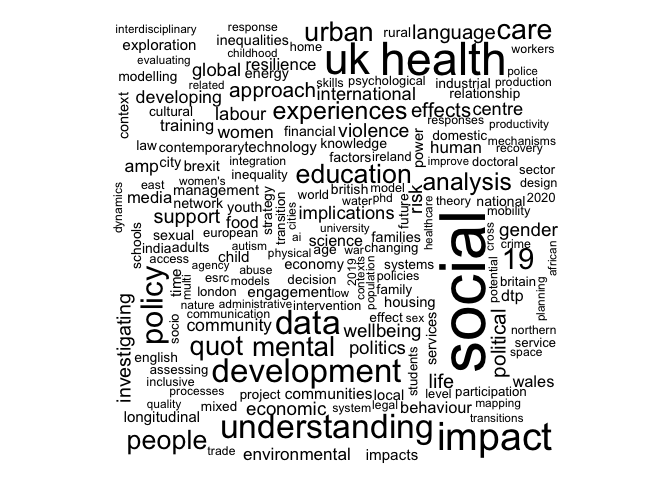 interdisciplinary
response
urban
rural
language
care
exploration
inequalities
home
uk
health
workers
evaluating
childhood
global
resilience
police
modelling
related
energy
skills
psychological
industrial
production
developing
approach
international
relationship
context
cultural
labour
experiences
effects
centre
training
women
financial
violence
power
responses
productivity
law
contemporary
technology
knowledge
domestic
mechanisms
human
recovery
amp
city
brexit
integration
factors
ireland
improve
doctoral
inequality
education
analysis
sector
design
dynamics
east
women's
management
world
british
model
risk
media
network
youth
strategy
transition
cities
water
phd
future
healthcare
theory
national
2020
support
food
implications
mobility
schools
sexual
european
university
social
cross
gender
india
adults
autism
ai
science
families
crime
access
child
physical
age
war
changing
19
african
time
multi
agency
abuse
economy
2019
contexts
population
systems
potential
policy
esrc
models
decision
policies
britain
london
engagement
low
family
dtp
planning
investigating
socio
nature
administrative
intervention
housing
communication
community
data
effect
sex
services
political
northern
wellbeing
service
english
quot
mental
politics
space
assessing
development
students
inclusive
life
wales
processes
project
communities
local
level
participation
quality
mixed
economic
system
legal
behaviour
mapping
longitudinal
understanding
transitions
people
impact
trade
environmental
impacts